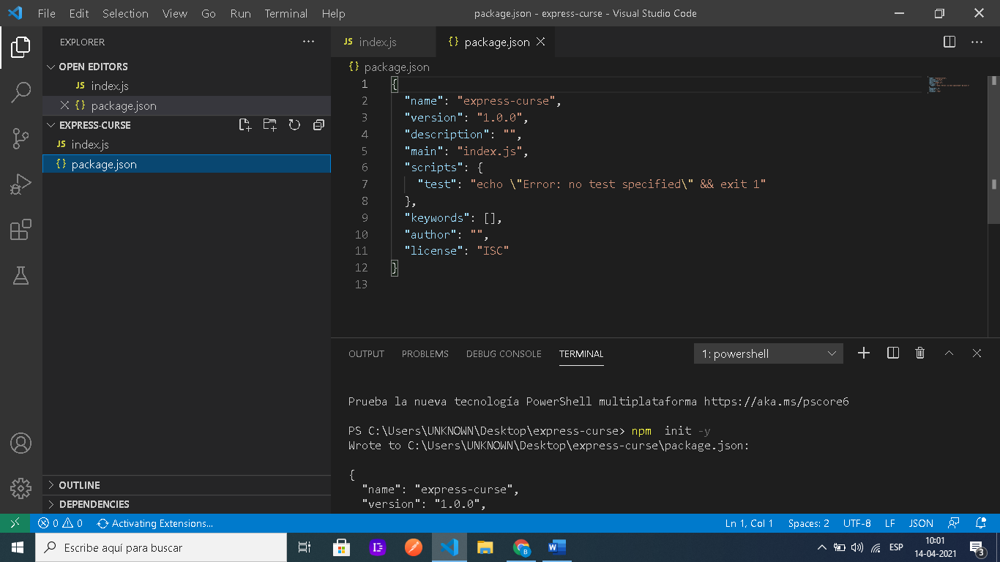 File Edit Selection View Go Run Terminal Help
package.json - express-curse - Visual Studio Code
EXPLORER
OPEN EDITORS
JS index.js
{} package.json
EXPRESS-CURSE
JS index.js
{} package.json
OUTLINE
DEPENDENCIES
JS index.js
{} package.json
{} package.json
1 {
2 "name": "express-curse",
3 "version": "1.0.0",
4 "description": "",
5 "main": "index.js",
6 "scripts": {
7 "test": "echo \"Error: no test specified\" && exit 1"
8 },
9 "keywords": [],
10 "author": "",
11 "license": "ISC"
12 }
13
OUTPUT PROBLEMS DEBUG CONSOLE TERMINAL
1: powershell
Prueba la nueva tecnología PowerShell multiplataforma https://aka.ms/pscore6
PS C:\Users\UNKNOWN\Desktop\express-curse> npm  init -y
Wrote to C:\Users\UNKNOWN\Desktop\express-curse\package.json:
{
"name": "express-curse",
"version": "1.0.0",
0 0 Activating Extensions...
Ln 1, Col 1 Spaces: 2 UTF-8 LF JSON
Escribe aquí para buscar
W
B
ESP
10:01
14-04-2021
3